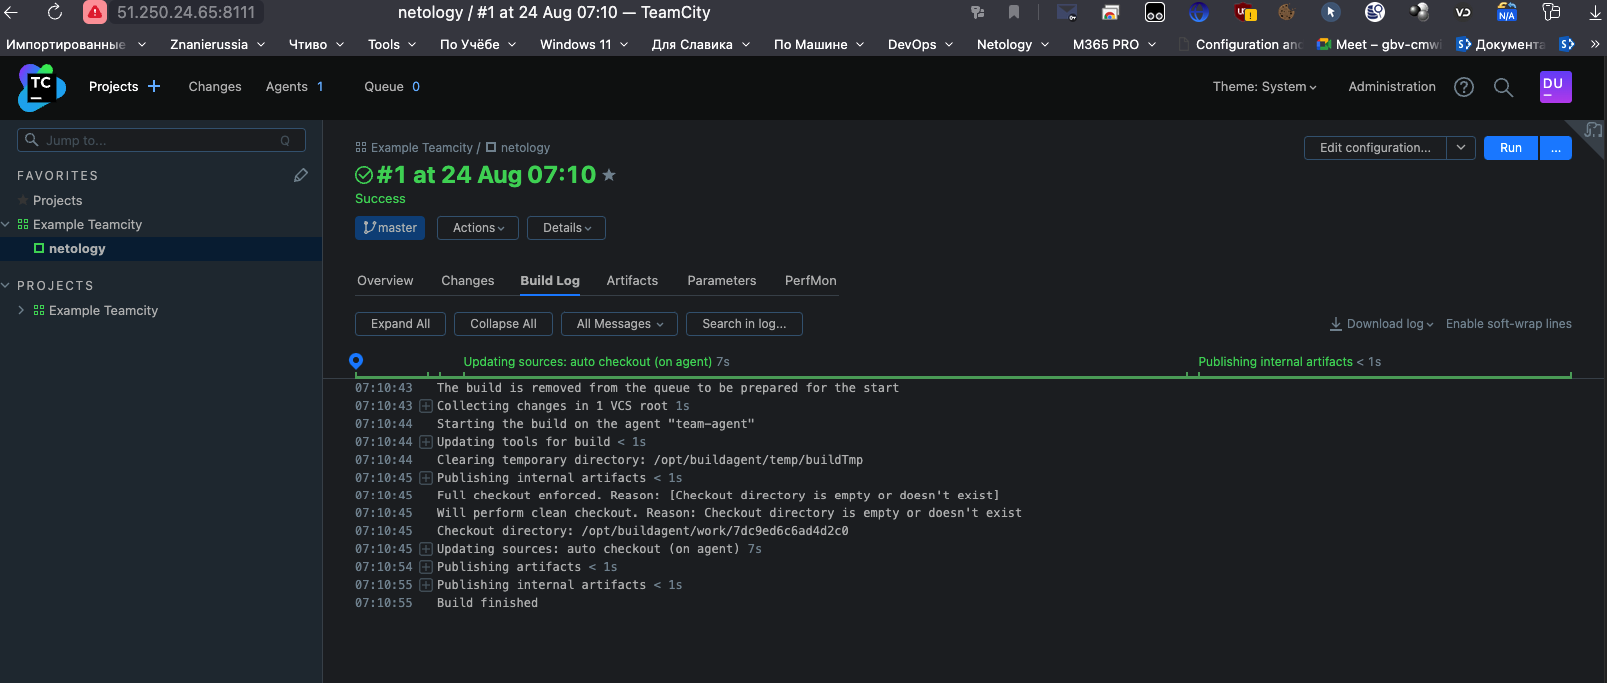 51.250.24.65:8111 netology / #1 at 24 Aug 07:10 — TeamCity
Импортированные Znanierussia Чтиво Tools По Учёбе Windows 11 Для Славика По Машине DevOps Netology M365 PRO Configuration anc Meet – gbv-cmwi Документа
TC Projects + Changes Agents 1 Queue 0 Theme: System Administration ? DU
Jump to... Q
FAVORITES
Projects
Example Teamcity
netology
PROJECTS
Example Teamcity
Example Teamcity / netology
Edit configuration... Run ...
#1 at 24 Aug 07:10
Success
master Actions Details
Overview Changes Build Log Artifacts Parameters PerfMon
Expand All Collapse All All Messages Search in log... Download log Enable soft-wrap lines
Updating sources: auto checkout (on agent) 7s Publishing internal artifacts < 1s
07:10:43 The build is removed from the queue to be prepared for the start
07:10:43 Collecting changes in 1 VCS root 1s
07:10:44 Starting the build on the agent "team-agent"
07:10:44 Updating tools for build < 1s
07:10:44 Clearing temporary directory: /opt/buildagent/temp/buildTmp
07:10:45 Publishing internal artifacts < 1s
07:10:45 Full checkout enforced. Reason: [Checkout directory is empty or doesn't exist]
07:10:45 Will perform clean checkout. Reason: Checkout directory is empty or doesn't exist
07:10:45 Checkout directory: /opt/buildagent/work/7dc9ed6c6ad4d2c0
07:10:45 Updating sources: auto checkout (on agent) 7s
07:10:54 Publishing artifacts < 1s
07:10:55 Publishing internal artifacts < 1s
07:10:55 Build finished